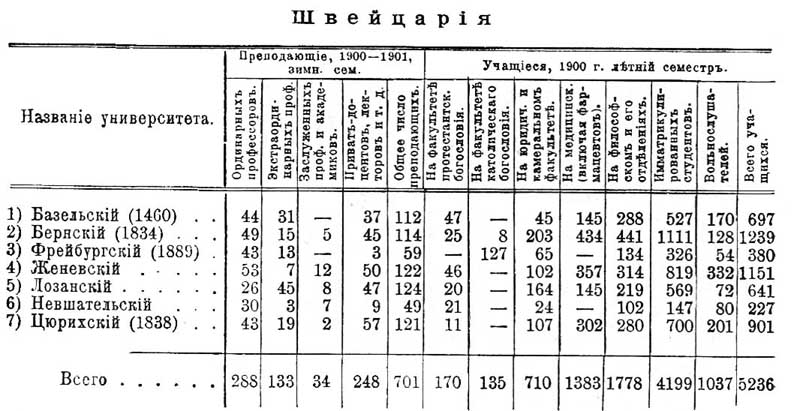 Швейцарія
Преподающіе, 1900—1901, зимн. сем. Учащіеся, 1900 г. лѣтній семестръ.
Названіе университета. Ординарныхъ профессоровъ. Экстраординарныхъ проф. Заслуженныхъ проф. и академиковъ. Приватъ-доцентовъ, лекторовъ и т. д. Общее число преподающихъ. На факультетѣ протестантск. богословія. На факультетѣ католическаго богословія. На юридич. и камеральномъ факультетѣ. На медицинск. (включая фармацевтовъ). На философскомъ и его отдѣленіяхъ. Имматрикулированныхъ студентовъ. Вольнослушателей. Всего учащихся.
1) Базельскій (1460) . . 44 31 — 37 112 47 — 45 145 288 527 170 697
2) Бернскій (1834) . . . 49 15 5 45 114 25 8 203 434 441 1111 128 1239
3) Фрейбургскій (1889) . 43 13 — 3 59 — 127 65 — 134 326 54 380
4) Женевскій . . . . . 53 7 12 50 122 46 — 102 357 314 819 332 1151
5) Лозанскій . . . . . 26 45 8 47 124 20 — 164 145 219 569 72 641
6) Невшательскій . . . 30 3 7 9 49 21 — 24 — 102 147 80 227
7) Цюрихскій (1838) . . . 43 19 2 57 121 11 — 107 302 280 700 201 901
Всего . . . . . . 288 133 34 248 701 170 135 710 1383 1778 4199 1037 5236